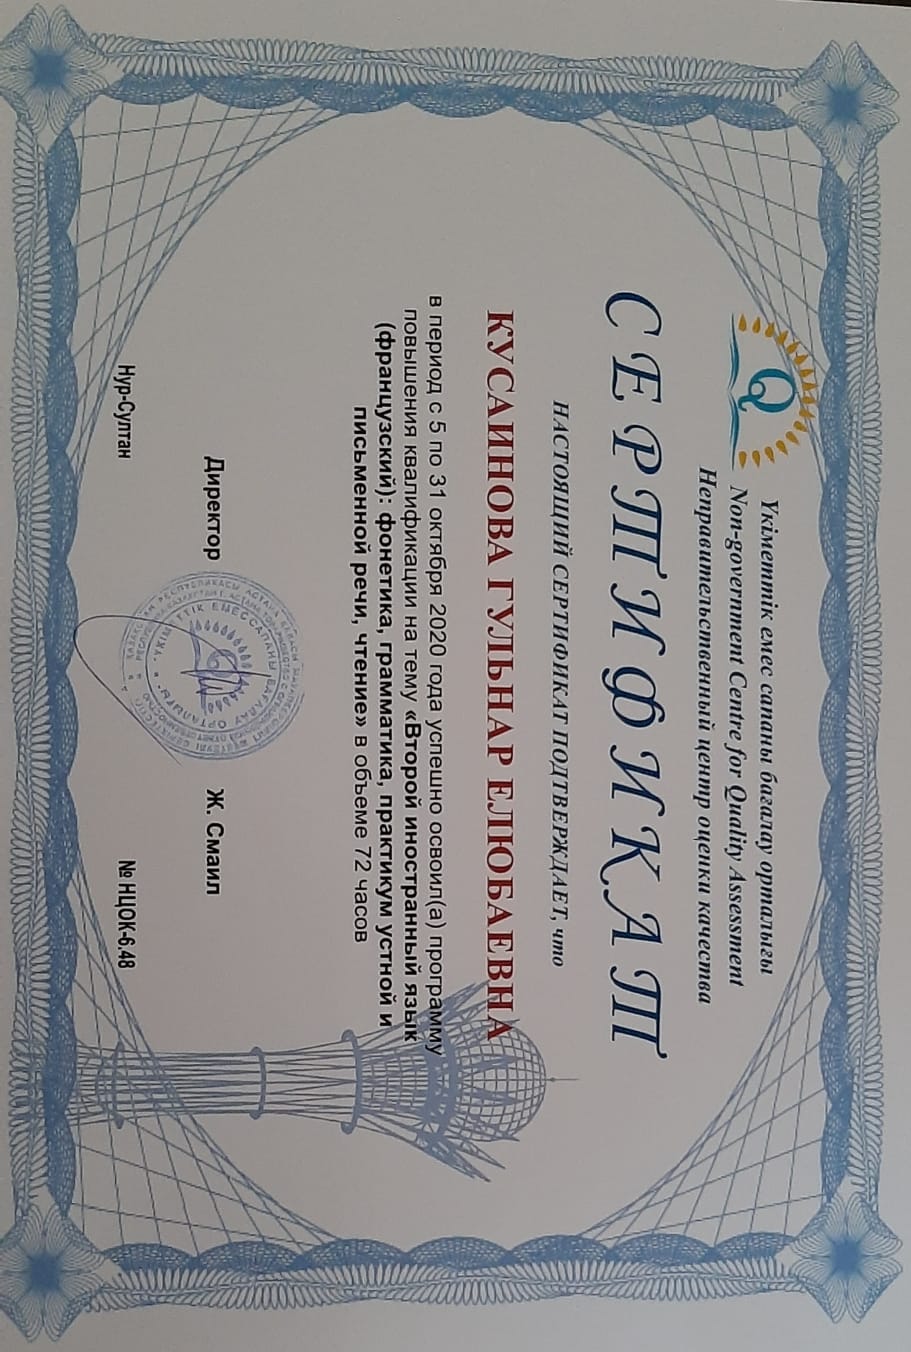 Үкіметтік емес сапаны бағалау орталығы
Non-government Centre for Quality Assessment
Неправительственный центр оценки качества
СЕРТИФИКАТ
НАСТОЯЩИЙ СЕРТИФИКАТ ПОДТВЕРЖДАЕТ, что
КУСАИНОВА ГУЛЬНАР ЕЛЮБАЕВНА
в период с 5 по 31 октября 2020 года успешно освоил(а) программу
повышения квалификации на тему «Второй иностранный язык
(французский): фонетика, грамматика, практикум устной и
письменной речи, чтение» в объеме 72 часов
Директор Ж. Смаил
Нур-Султан № НЦОК-6.48